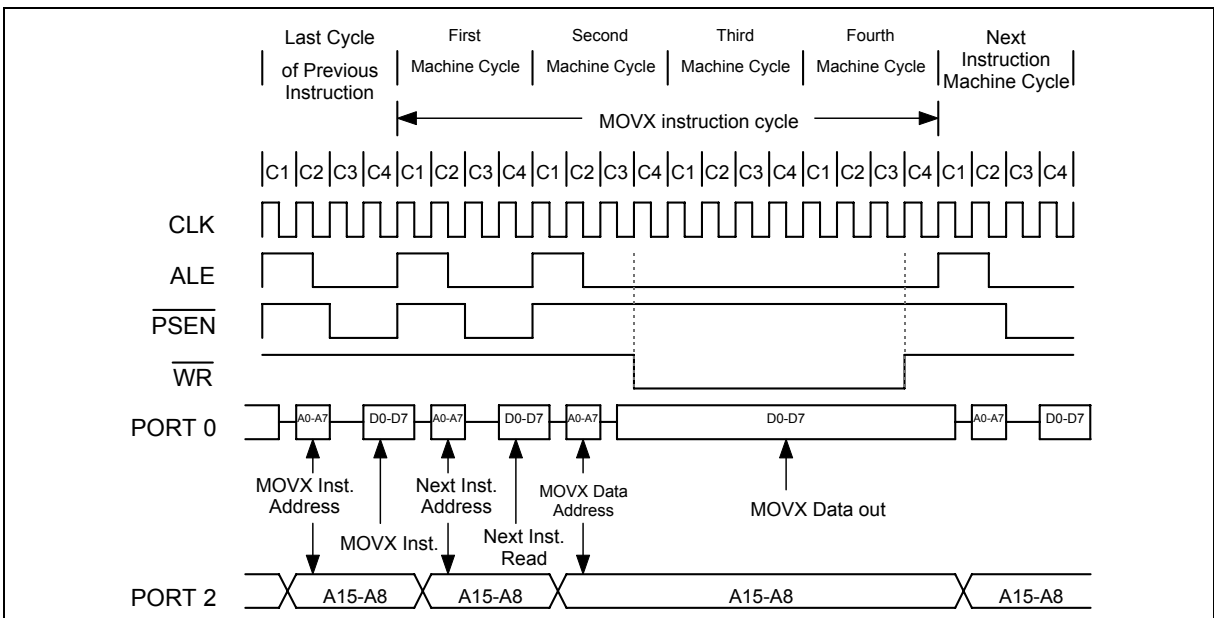 Last Cycle of Previous Instruction
First Machine Cycle
Second Machine Cycle
Third Machine Cycle
Fourth Machine Cycle
Next Instruction Machine Cycle
MOVX instruction cycle
C1 C2 C3 C4 C1 C2 C3 C4 C1 C2 C3 C4 C1 C2 C3 C4 C1 C2 C3 C4 C1 C2 C3 C4
CLK
ALE
PSEN
WR
PORT 0 A0-A7 D0-D7 A0-A7 D0-D7 A0-A7 D0-D7 A0-A7 D0-D7
MOVX Inst. Address
MOVX Inst.
Next Inst. Address
Next Inst. Read
MOVX Data Address
MOVX Data out
PORT 2 A15-A8 A15-A8 A15-A8 A15-A8